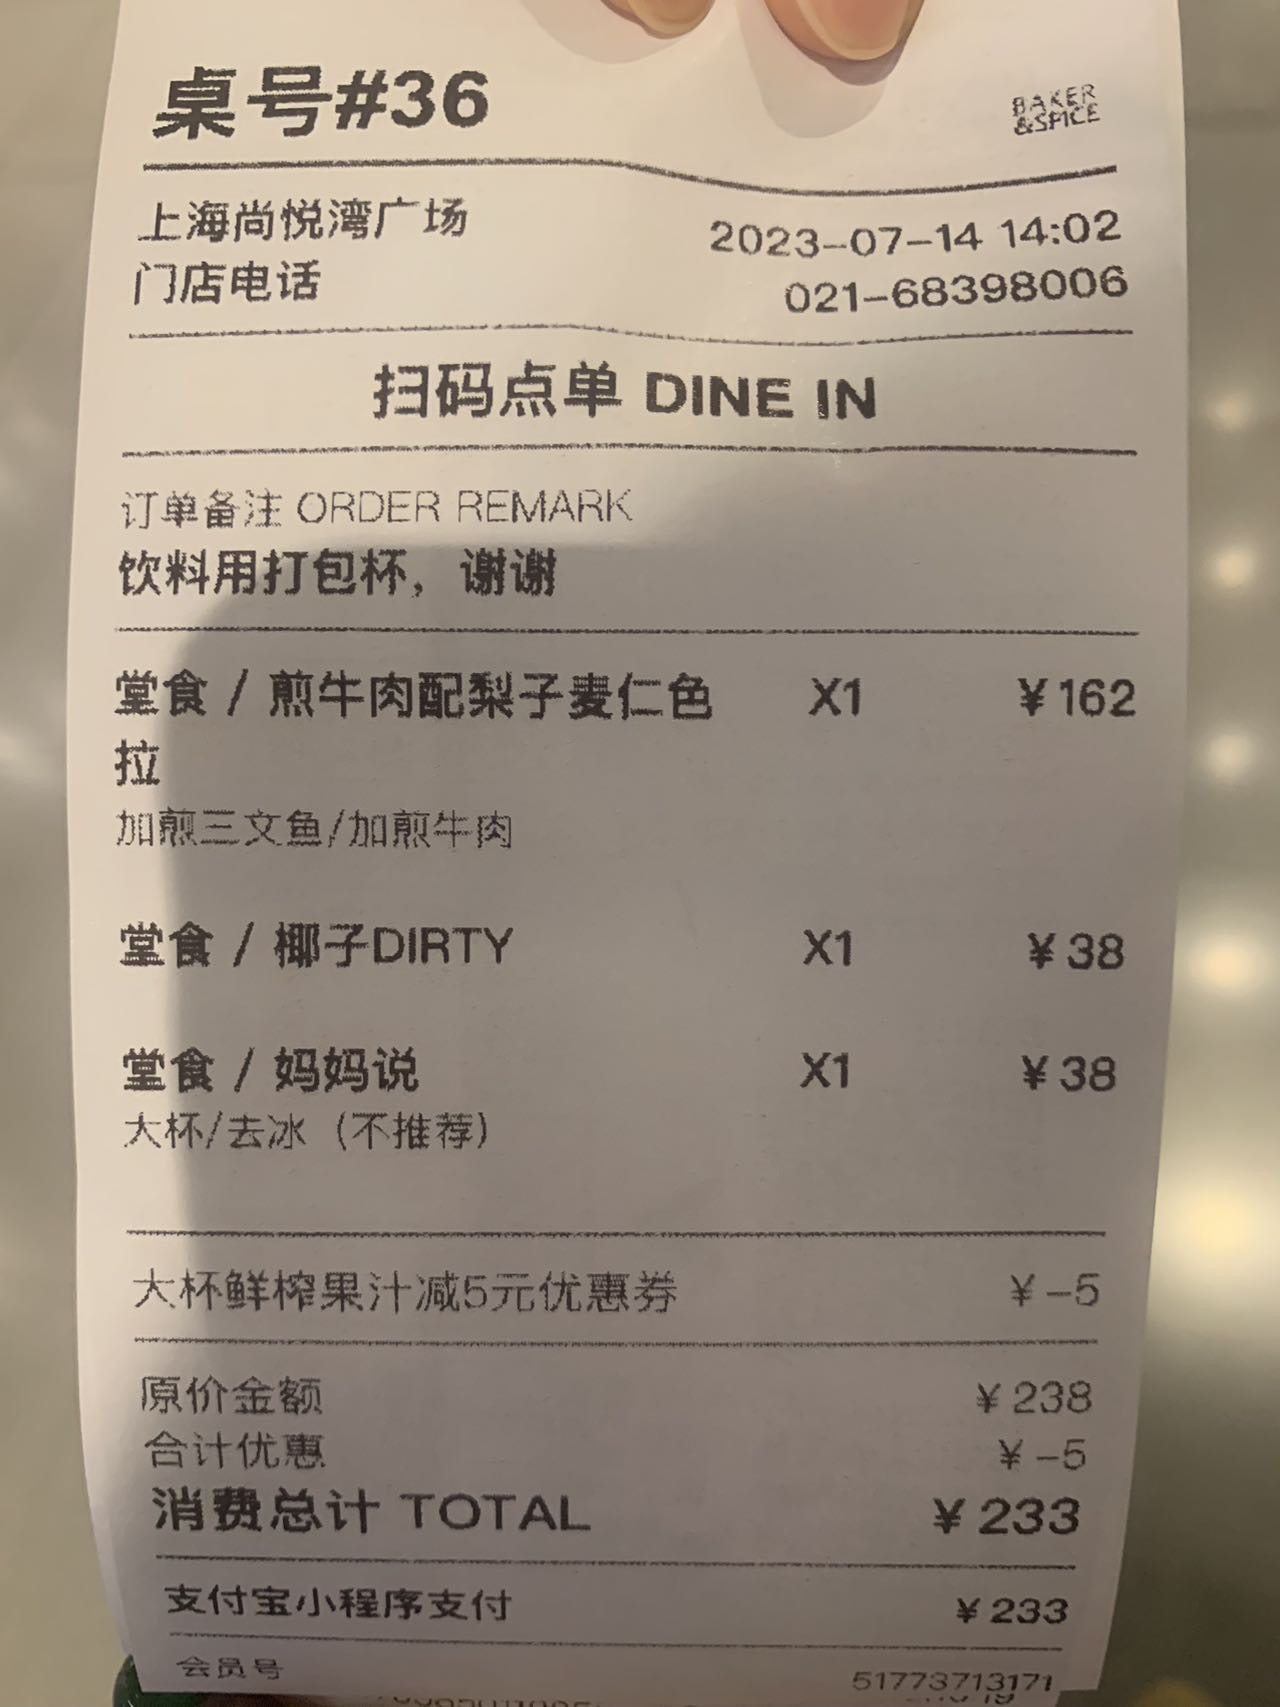 桌号#36
BAKER
&SPICE
上海尚悦湾广场 2023-07-14 14:02
门店电话 021-68398006
扫码点单 DINE IN
订单备注 ORDER REMARK
饮料用打包杯，谢谢
堂食 / 煎牛肉配梨子麦仁色 X1 ¥162
拉
加煎三文鱼/加煎牛肉
堂食 / 椰子DIRTY X1 ¥38
堂食 / 妈妈说 X1 ¥38
大杯/去冰（不推荐）
大杯鲜榨果汁减5元优惠券 ¥-5
原价金额 ¥238
合计优惠 ¥-5
消费总计 TOTAL ¥233
支付宝小程序支付 ¥233
会员号 51773713171